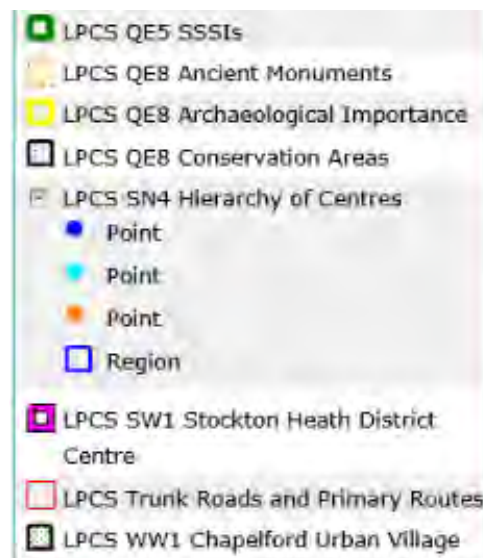 LPCS QE5 SSSIs
LPCS QE8 Ancient Monuments
LPCS QE8 Archaeological Importance
LPCS QE8 Conservation Areas
LPCS SN4 Hierarchy of Centres
Point
Point
Point
Region
LPCS SW1 Stockton Heath District
Centre
LPCS Trunk Roads and Primary Routes
LPCS WW1 Chapelford Urban Village